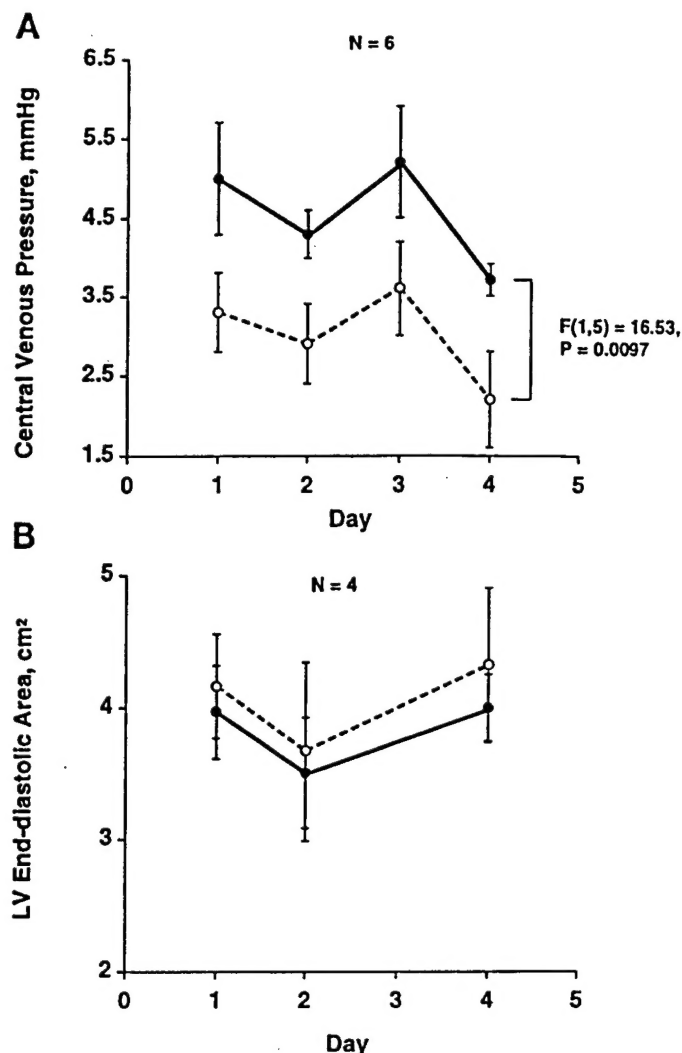 A
N = 6
Central Venous Pressure, mmHg
6.5
5.5
4.5
3.5
2.5
1.5
F(1,5) = 16.53,
P = 0.0097
0 1 2 3 4 5
Day
B
N = 4
LV End-diastolic Area, cm²
5
4
3
2
0 1 2 3 4 5
Day